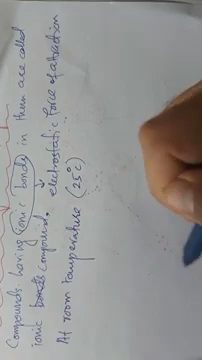 Compounds having ionic bonds in them are called
ionic compound. electrostatic force of attraction
At room temperature (25°C)